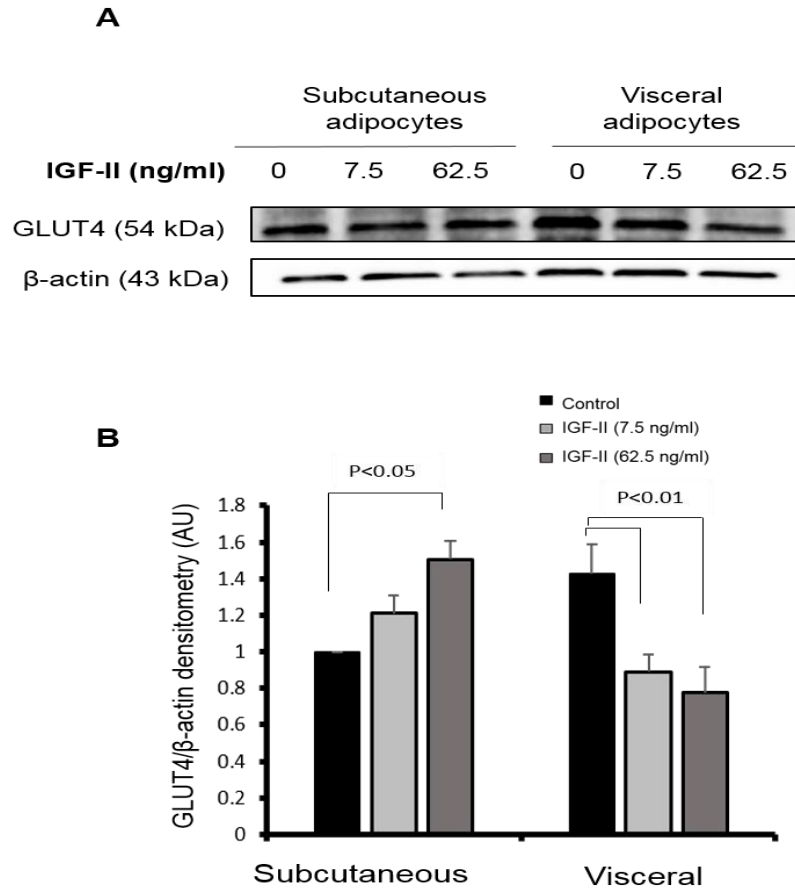 A
Subcutaneous adipocytes
Visceral adipocytes
IGF-II (ng/ml) 0 7.5 62.5 0 7.5 62.5
GLUT4 (54 kDa)
β-actin (43 kDa)
B
Control
IGF-II (7.5 ng/ml)
IGF-II (62.5 ng/ml)
P<0.05
P<0.01
GLUT4/β-actin densitometry (AU)
1.8
1.6
1.4
1.2
1
0.8
0.6
0.4
0.2
0
Subcutaneous Visceral